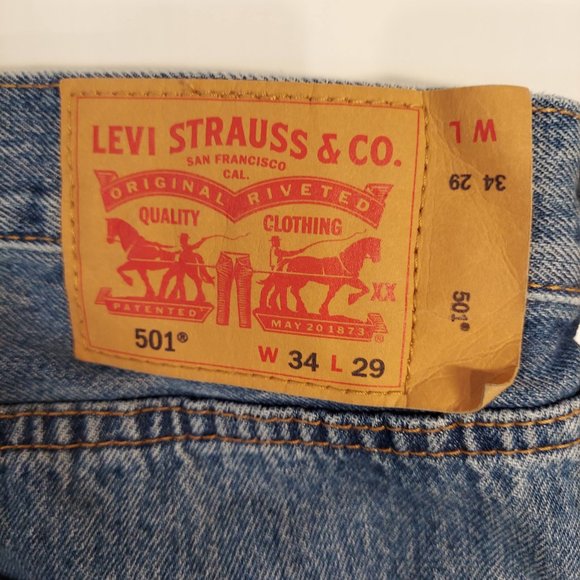 LEVI STRAUSS & CO.
SAN FRANCISCO
CAL.
ORIGINAL RIVETED
QUALITY CLOTHING
XX
PATENTED MAY 20 1873
®
501®
W 34 L 29
W L
34 29
501®